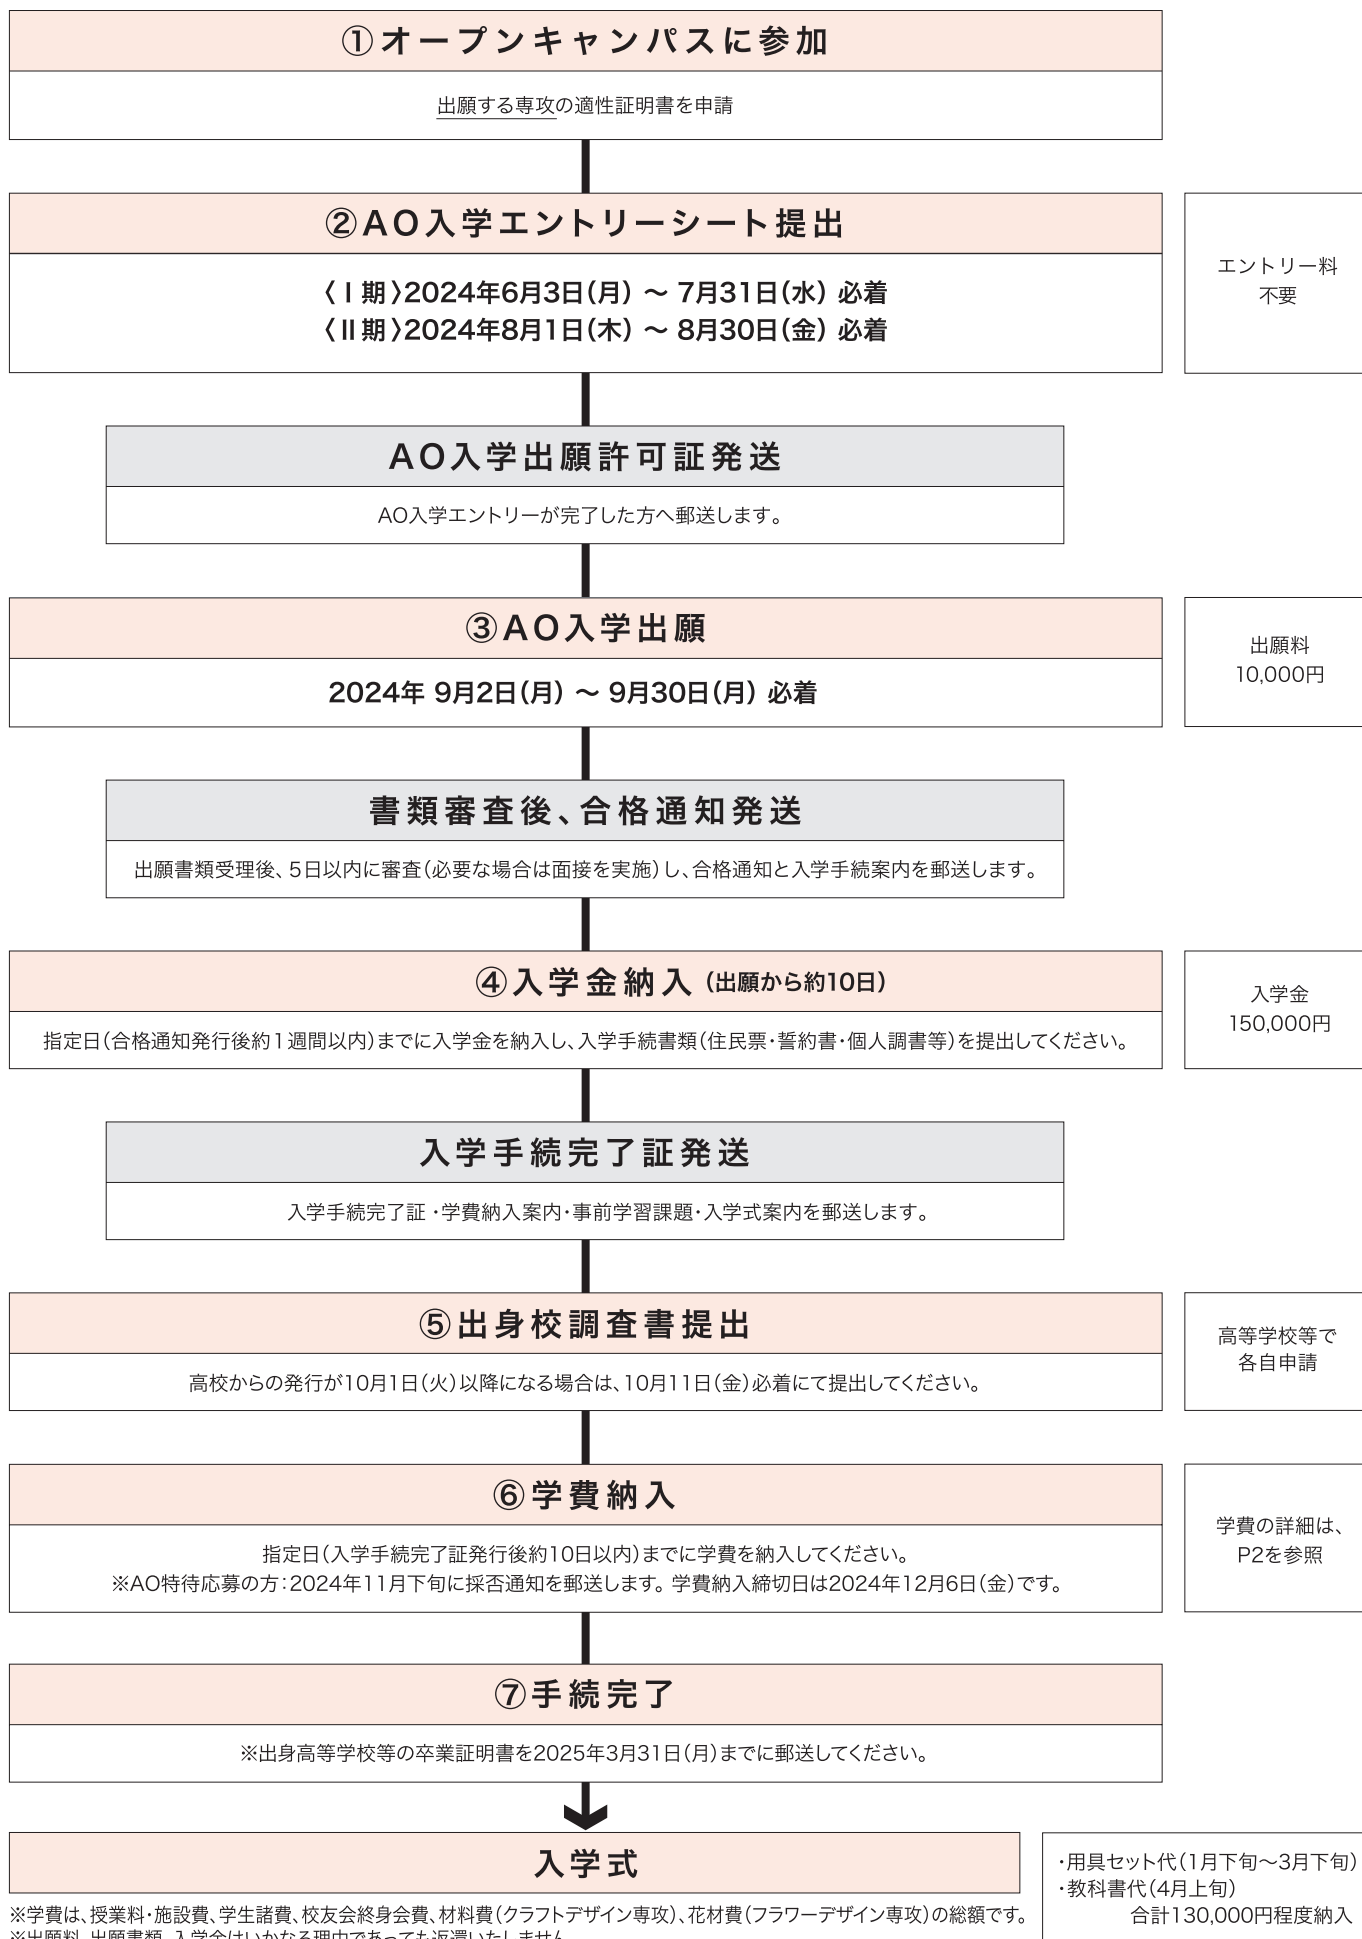 ①オープンキャンパスに参加
出願する専攻の適性証明書を申請
②AO入学エントリーシート提出
〈Ⅰ期〉2024年6月3日(月) ～ 7月31日(水) 必着
〈Ⅱ期〉2024年8月1日(木) ～ 8月30日(金) 必着
エントリー料
不要
AO入学出願許可証発送
AO入学エントリーが完了した方へ郵送します。
③AO入学出願
2024年 9月2日(月) ～ 9月30日(月) 必着
出願料
10,000円
書類審査後、合格通知発送
出願書類受理後、5日以内に審査(必要な場合は面接を実施)し、合格通知と入学手続案内を郵送します。
④入学金納入 (出願から約10日)
指定日(合格通知発行後約1週間以内)までに入学金を納入し、入学手続書類(住民票・誓約書・個人調書等)を提出してください。
入学金
150,000円
入学手続完了証発送
入学手続完了証・学費納入案内・事前学習課題・入学式案内を郵送します。
⑤出身校調査書提出
高校からの発行が10月1日(火)以降になる場合は、10月11日(金)必着にて提出してください。
高等学校等で
各自申請
⑥学費納入
指定日(入学手続完了証発行後約10日以内)までに学費を納入してください。
※AO特待応募の方：2024年11月下旬に採否通知を郵送します。学費納入締切日は2024年12月6日(金)です。
学費の詳細は、
P2を参照
⑦手続完了
※出身高等学校等の卒業証明書を2025年3月31日(月)までに郵送してください。
入学式
・用具セット代(1月下旬～3月下旬)
・教科書代(4月上旬)
合計130,000円程度納入
※学費は、授業料・施設費、学生諸費、校友会終身会費、材料費(クラフトデザイン専攻)、花材費(フラワーデザイン専攻)の総額です。
※出願料、出願書類、入学金はいかなる理由であっても返還いたしません